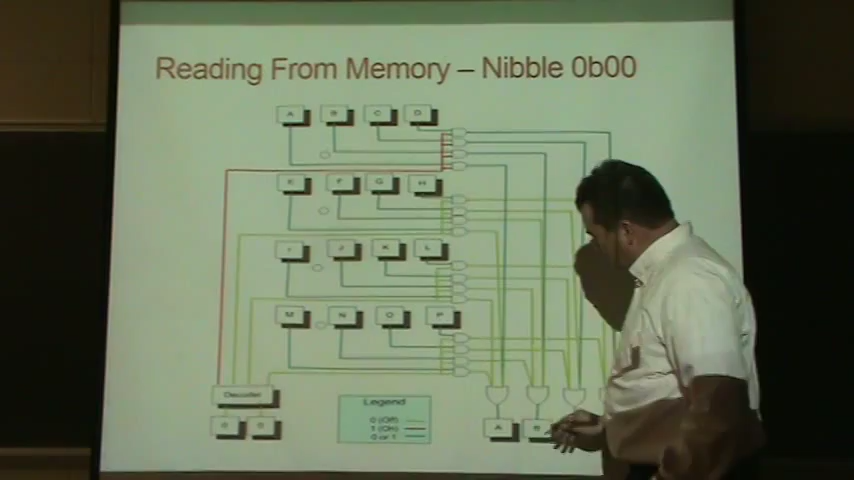 Reading From Memory – Nibble 0b00
A B C D
E F G H
I J K L
M N O P
Decoder
0 0
Legend
0 (Off)
1 (On)
0 or 1
A B